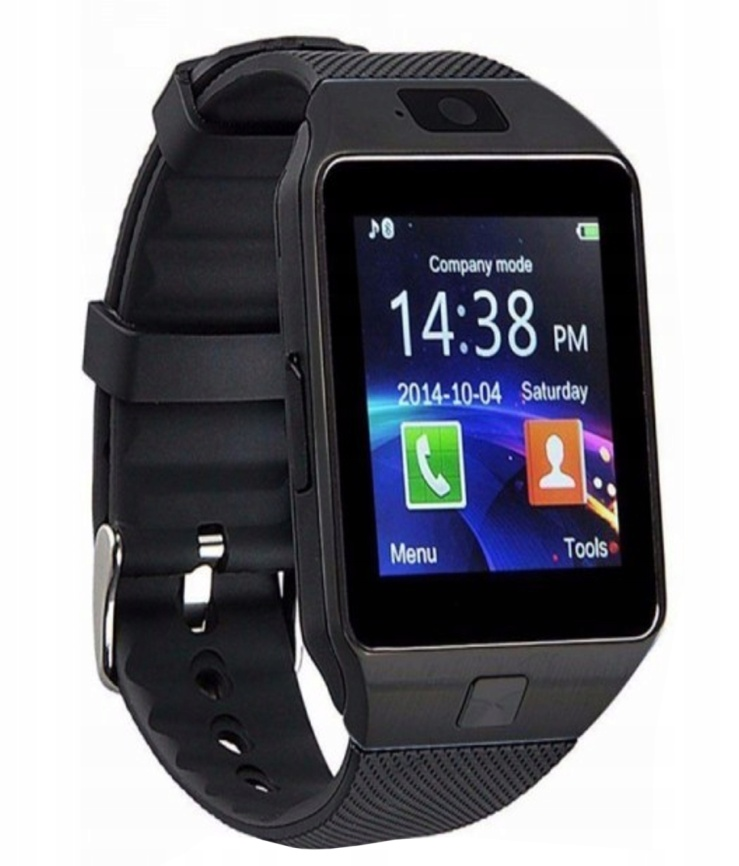 Company mode
14:38 PM
2014-10-04 Saturday
Menu Tools